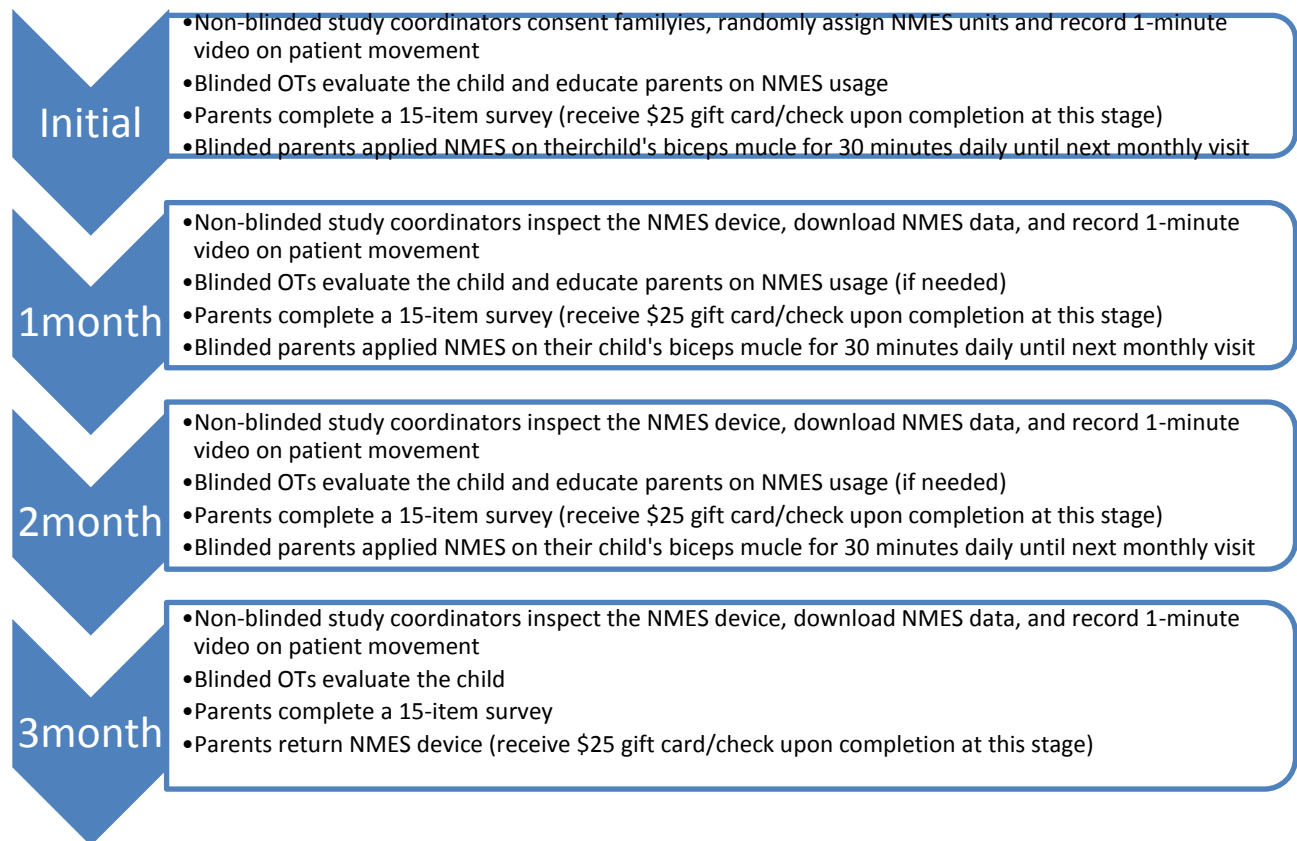 Initial
•Non-blinded study coordinators consent familyies, randomly assign NMES units and record 1-minute
video on patient movement
•Blinded OTs evaluate the child and educate parents on NMES usage
•Parents complete a 15-item survey (receive $25 gift card/check upon completion at this stage)
•Blinded parents applied NMES on theirchild's biceps mucle for 30 minutes daily until next monthly visit
1month
•Non-blinded study coordinators inspect the NMES device, download NMES data, and record 1-minute
video on patient movement
•Blinded OTs evaluate the child and educate parents on NMES usage (if needed)
•Parents complete a 15-item survey (receive $25 gift card/check upon completion at this stage)
•Blinded parents applied NMES on their child's biceps mucle for 30 minutes daily until next monthly visit
2month
•Non-blinded study coordinators inspect the NMES device, download NMES data, and record 1-minute
video on patient movement
•Blinded OTs evaluate the child and educate parents on NMES usage (if needed)
•Parents complete a 15-item survey (receive $25 gift card/check upon completion at this stage)
•Blinded parents applied NMES on their child's biceps mucle for 30 minutes daily until next monthly visit
3month
•Non-blinded study coordinators inspect the NMES device, download NMES data, and record 1-minute
video on patient movement
•Blinded OTs evaluate the child
•Parents complete a 15-item survey
•Parents return NMES device (receive $25 gift card/check upon completion at this stage)